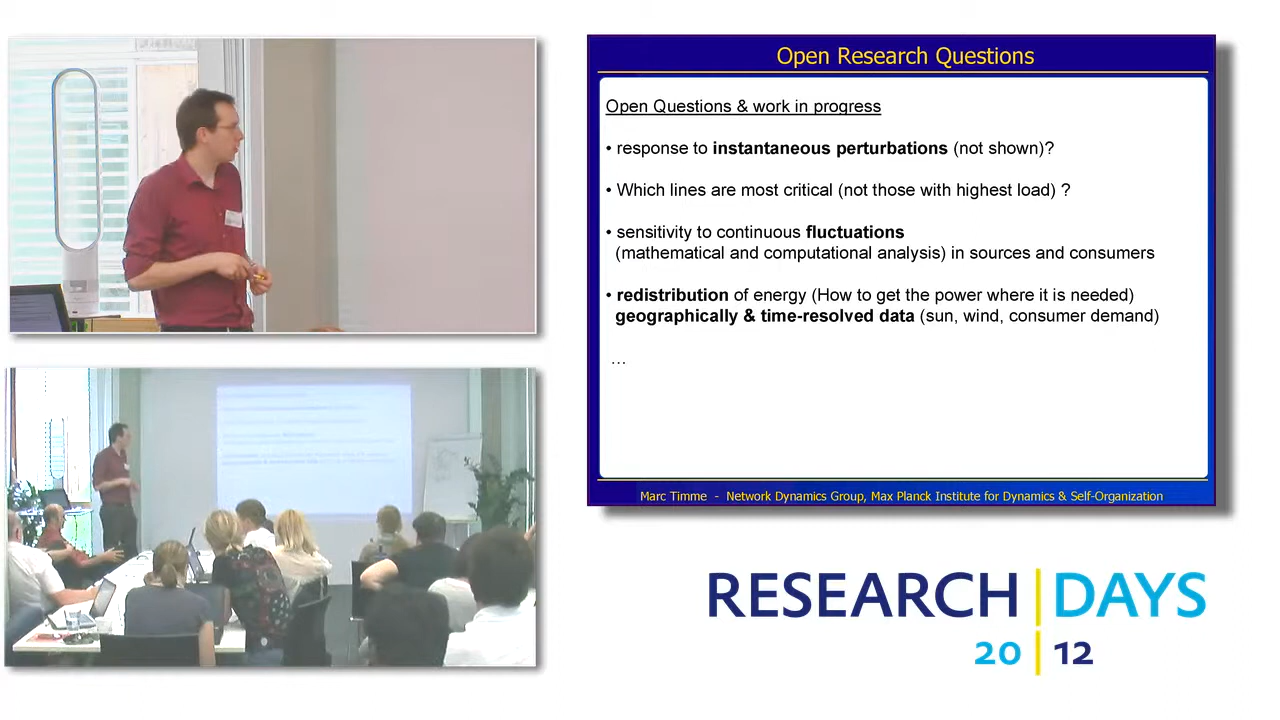 Open Research Questions
Open Questions & work in progress
• response to instantaneous perturbations (not shown)?
• Which lines are most critical (not those with highest load) ?
• sensitivity to continuous fluctuations
(mathematical and computational analysis) in sources and consumers
• redistribution of energy (How to get the power where it is needed)
geographically & time-resolved data (sun, wind, consumer demand)
...
Marc Timme - Network Dynamics Group, Max Planck Institute for Dynamics & Self-Organization
RESEARCH DAYS
20 12